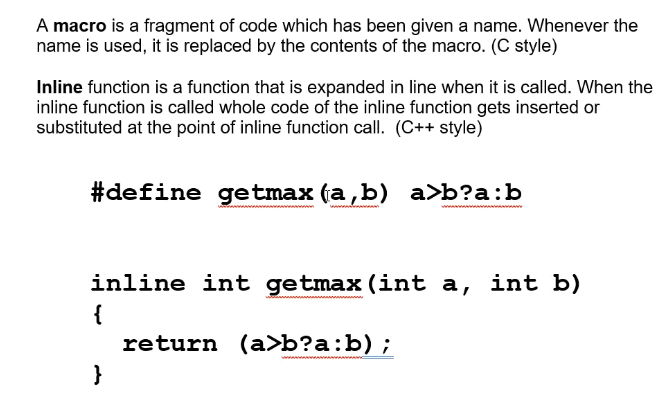 A macro is a fragment of code which has been given a name. Whenever the
name is used, it is replaced by the contents of the macro. (C style)
Inline function is a function that is expanded in line when it is called. When the
inline function is called whole code of the inline function gets inserted or
substituted at the point of inline function call.  (C++ style)
#define getmax(a,b) a>b?a:b
inline int getmax(int a, int b)
{
return (a>b?a:b);
}